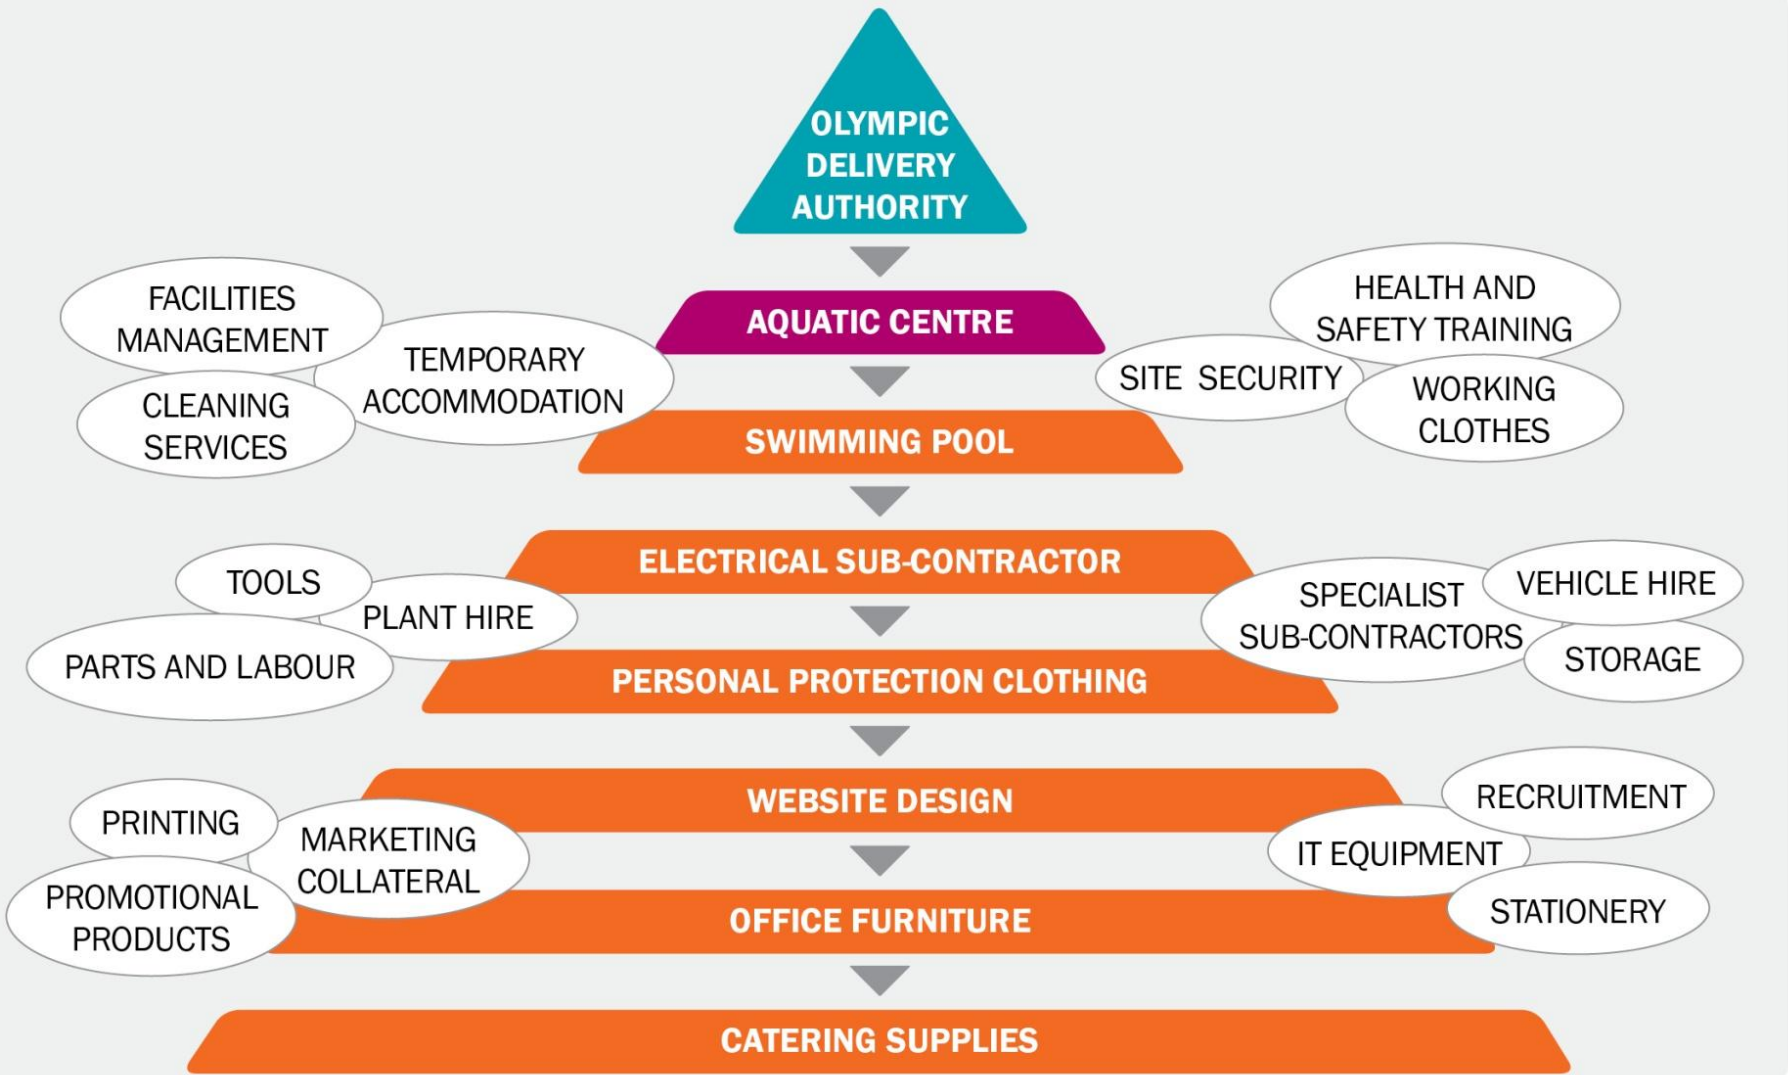 OLYMPIC
DELIVERY
AUTHORITY
FACILITIES
MANAGEMENT
TEMPORARY
ACCOMMODATION
CLEANING
SERVICES
AQUATIC CENTRE
HEALTH AND
SAFETY TRAINING
SITE SECURITY
WORKING
CLOTHES
SWIMMING POOL
ELECTRICAL SUB-CONTRACTOR
TOOLS
PLANT HIRE
PARTS AND LABOUR
SPECIALIST
SUB-CONTRACTORS
VEHICLE HIRE
STORAGE
PERSONAL PROTECTION CLOTHING
WEBSITE DESIGN
PRINTING
MARKETING
COLLATERAL
PROMOTIONAL
PRODUCTS
RECRUITMENT
IT EQUIPMENT
STATIONERY
OFFICE FURNITURE
CATERING SUPPLIES